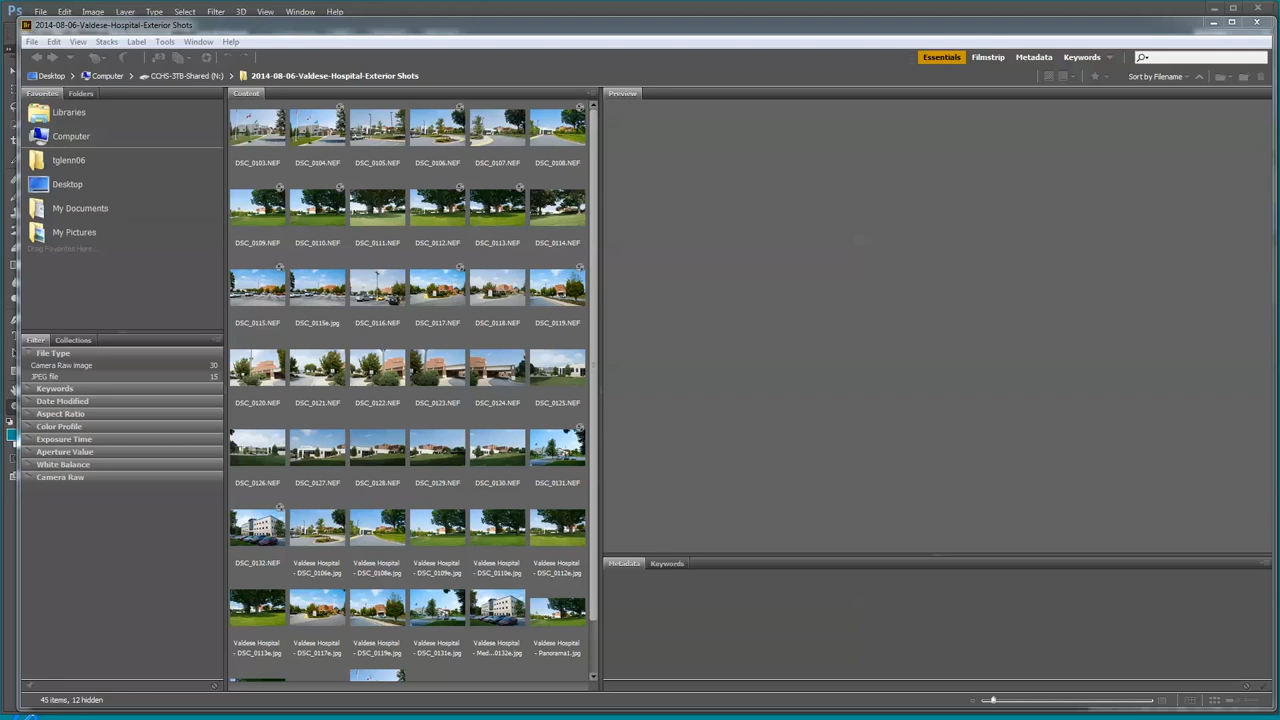 Ps File Edit Image Layer Type Select Filter 3D View Window Help
Br 2014-08-06-Valdese-Hospital-Exterior Shots
File Edit View Stacks Label Tools Window Help
Essentials Filmstrip Metadata Keywords
Desktop Computer CCHS-3TB-Shared (N:) 2014-08-06-Valdese-Hospital-Exterior Shots Sort by Filename
Favorites Folders Content Preview
Libraries
Computer
tglenn06
Desktop
My Documents
My Pictures
Drag Favorites Here...
Filter Collections
File Type
Camera Raw image 30
JPEG file 15
Keywords
Date Modified
Aspect Ratio
Color Profile
Exposure Time
Aperture Value
White Balance
Camera Raw
DSC_0103.NEF DSC_0104.NEF DSC_0105.NEF DSC_0106.NEF DSC_0107.NEF DSC_0108.NEF
DSC_0109.NEF DSC_0110.NEF DSC_0111.NEF DSC_0112.NEF DSC_0113.NEF DSC_0114.NEF
DSC_0115.NEF DSC_0115e.jpg DSC_0116.NEF DSC_0117.NEF DSC_0118.NEF DSC_0119.NEF
DSC_0120.NEF DSC_0121.NEF DSC_0122.NEF DSC_0123.NEF DSC_0124.NEF DSC_0125.NEF
DSC_0126.NEF DSC_0127.NEF DSC_0128.NEF DSC_0129.NEF DSC_0130.NEF DSC_0131.NEF
DSC_0132.NEF Valdese Hospital Valdese Hospital Valdese Hospital Valdese Hospital Valdese Hospital
- DSC_0106e.jpg - DSC_0108e.jpg - DSC_0109e.jpg - DSC_0110e.jpg - DSC_0112e.jpg
Valdese Hospital Valdese Hospital Valdese Hospital Valdese Hospital Valdese Hospital Valdese Hospital
- DSC_0113e.jpg - DSC_0117e.jpg - DSC_0119e.jpg - DSC_0131e.jpg - Med...0132e.jpg - Panorama1.jpg
Metadata Keywords
45 items, 12 hidden